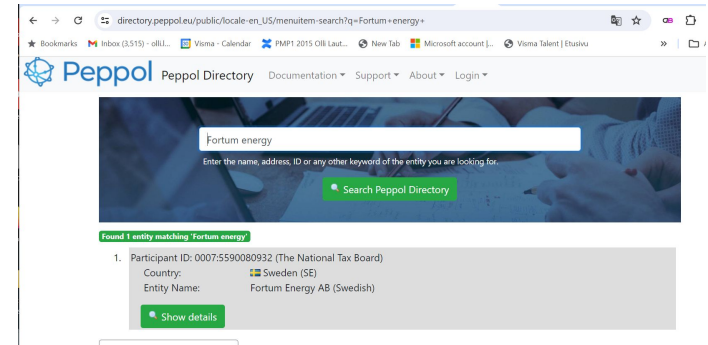 directory.peppol.eu/public/locale-en_US/menuitem-search?q=Fortum+energy+
Bookmarks Inbox (3,515) - olli.l... Visma - Calendar PMP1 2015 Olli Laut... New Tab Microsoft account |... Visma Talent | Etusivu »
Peppol Peppol Directory Documentation Support About Login
Fortum energy
Enter the name, address, ID or any other keyword of the entity you are looking for.
Search Peppol Directory
Found 1 entity matching 'Fortum energy'
1. Participant ID: 0007:5590080932 (The National Tax Board)
Country: Sweden (SE)
Entity Name: Fortum Energy AB (Swedish)
Show details